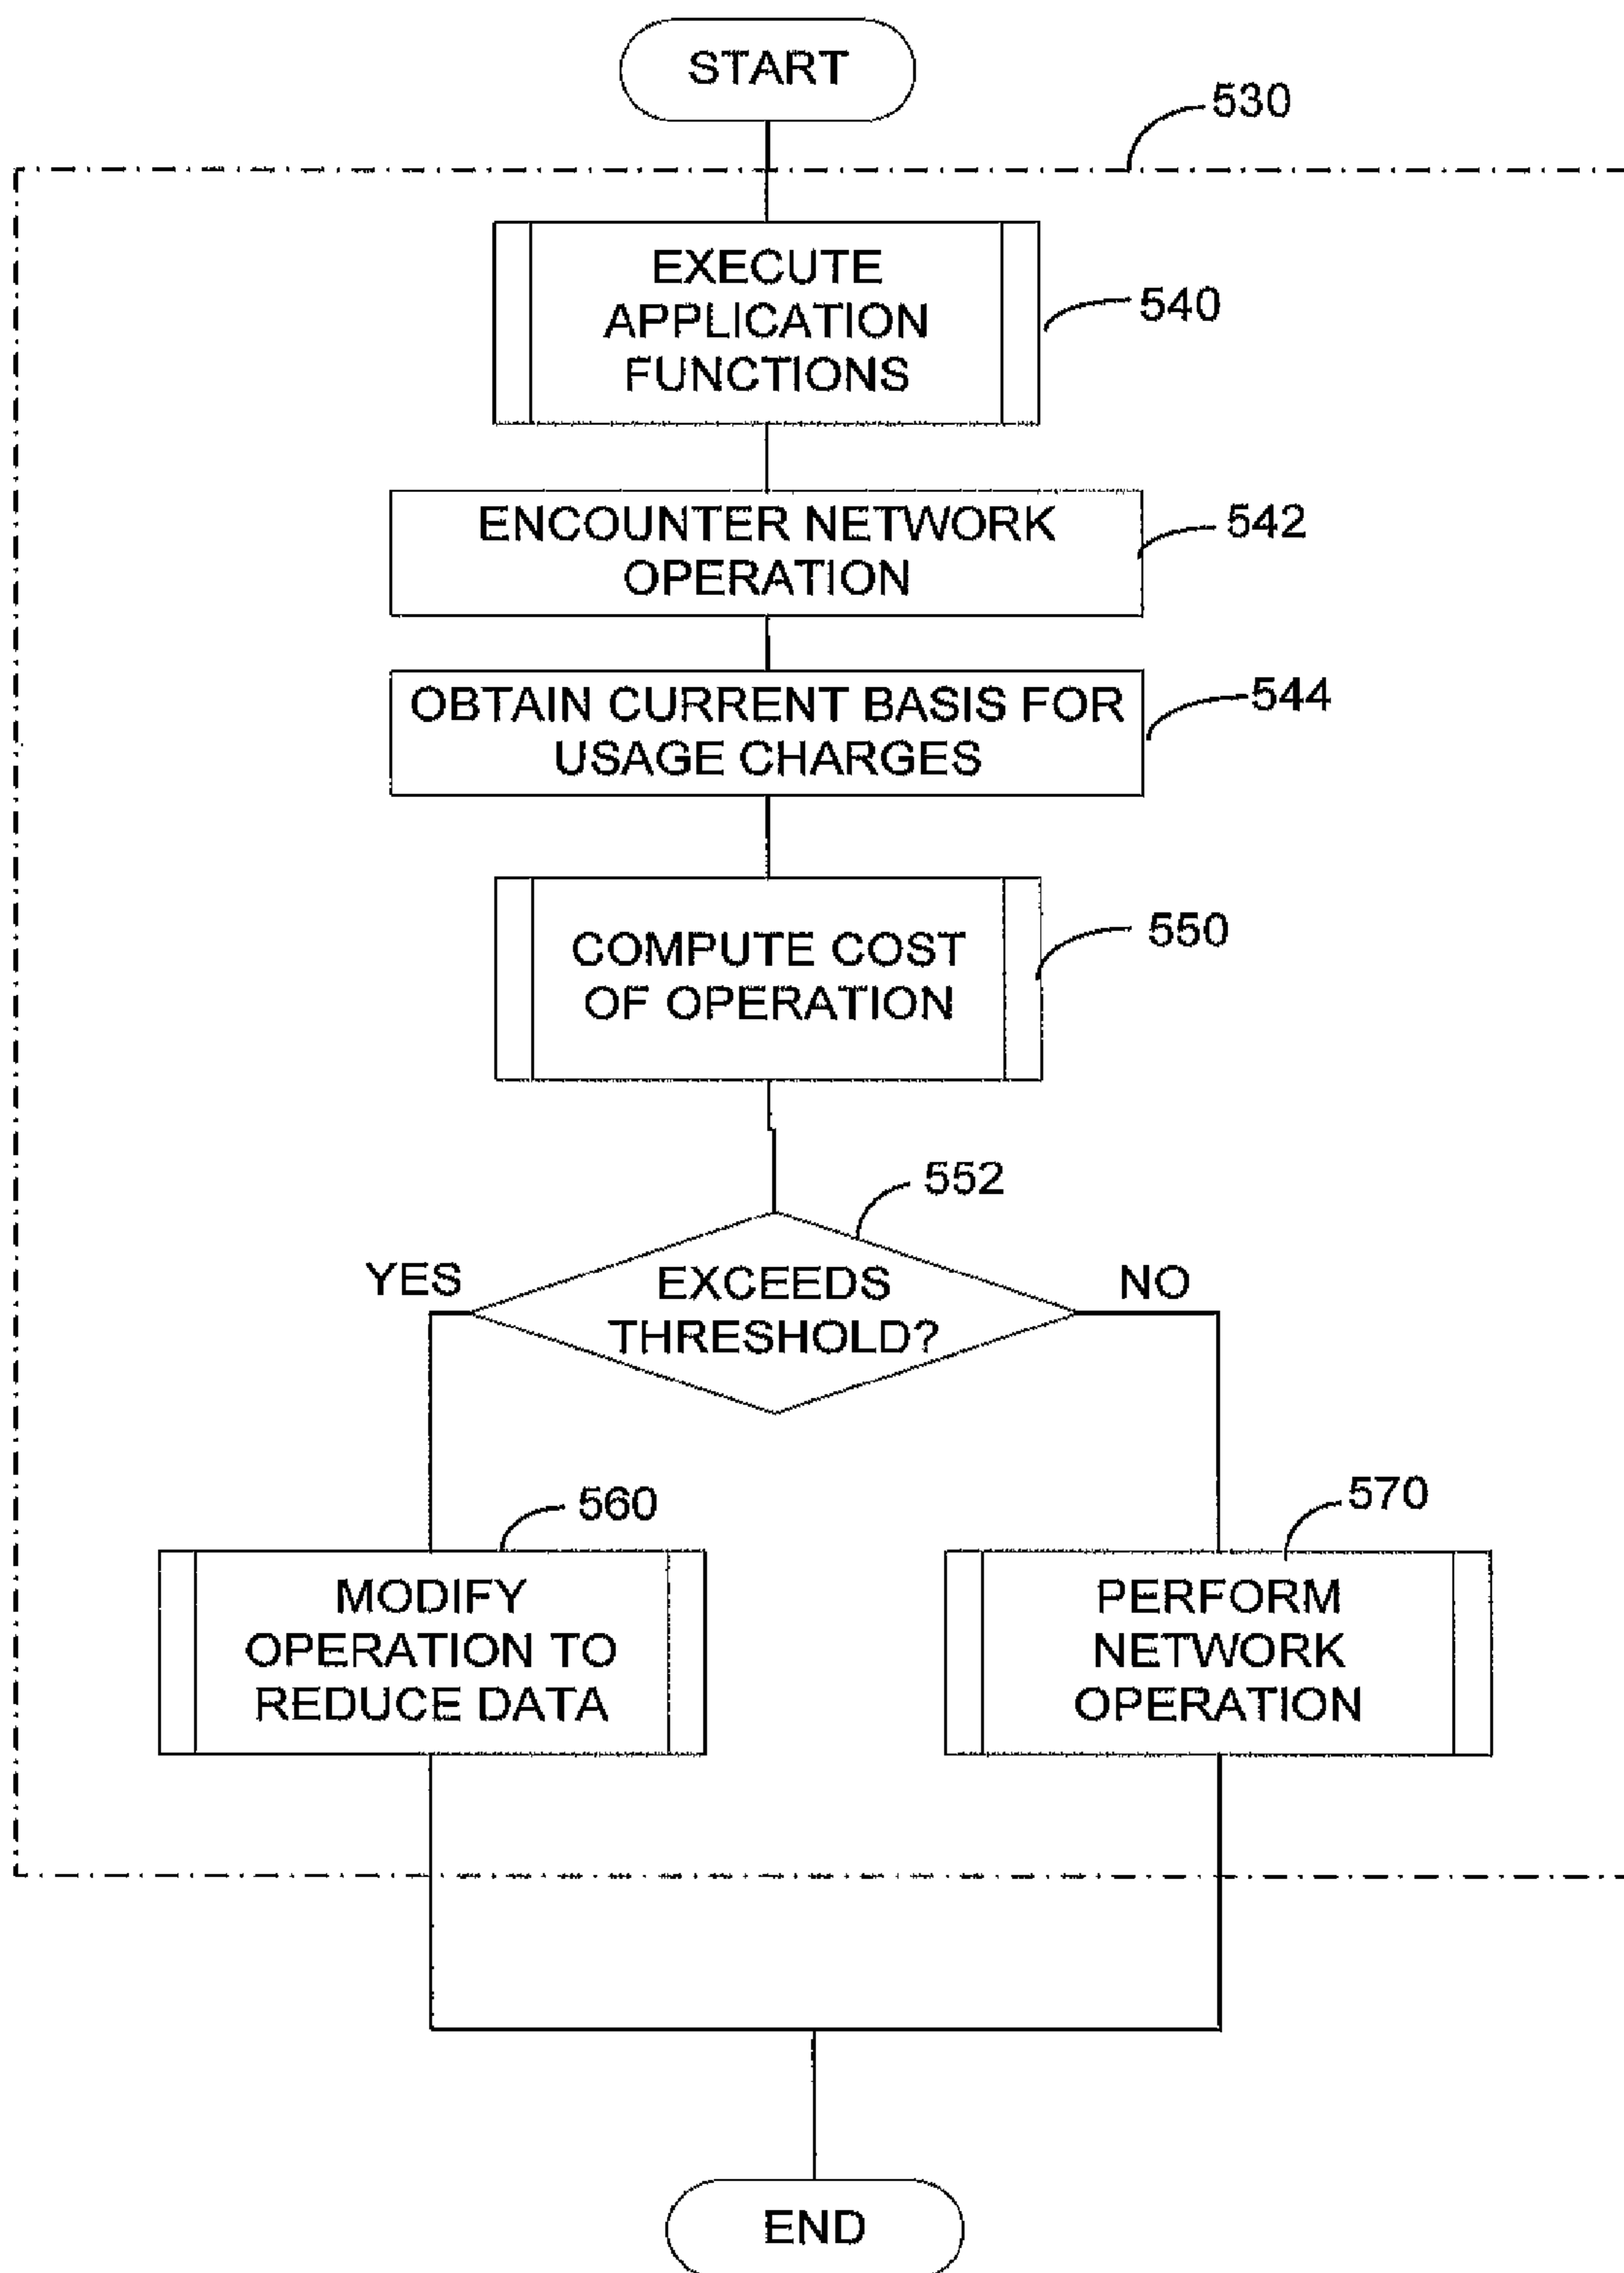 START
530
EXECUTE
APPLICATION
FUNCTIONS
540
ENCOUNTER NETWORK
OPERATION
542
OBTAIN CURRENT BASIS FOR
USAGE CHARGES
544
COMPUTE COST
OF OPERATION
550
552
YES
EXCEEDS
THRESHOLD?
NO
560
MODIFY
OPERATION TO
REDUCE DATA
570
PERFORM
NETWORK
OPERATION
END